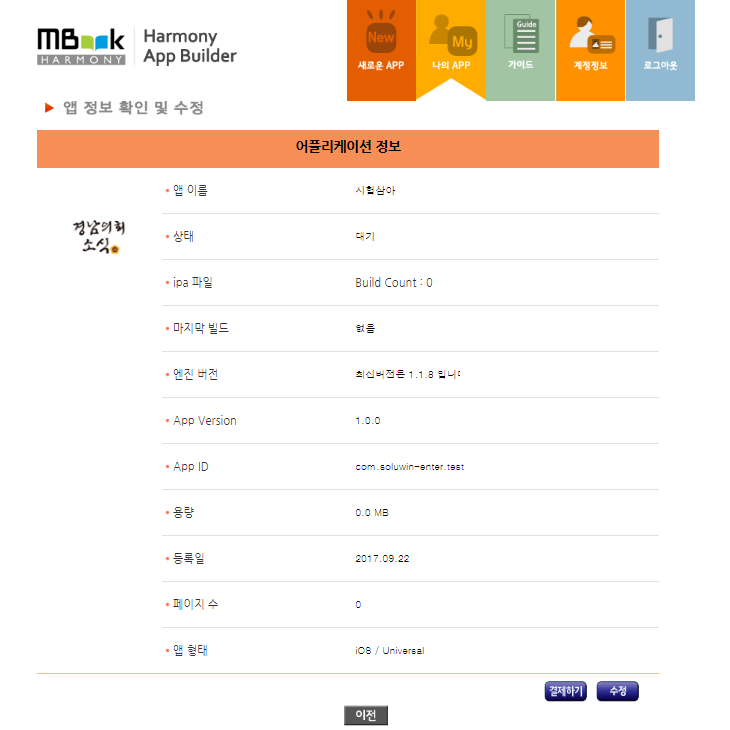 MBook
HARMONY
Harmony
App Builder
New
새로운 APP
My
나의 APP
Guide
가이드
계정정보
로그아웃
앱 정보 확인 및 수정
어플리케이션 정보
경남의회
소식
앱 이름 시험삼아
상태 대기
ipa 파일 Build Count : 0
마지막 빌드 없음
엔진 버전 최신버전은 1.1.8 입니다
App Version 1.0.0
App ID com.soluwin-enter.test
용량 0.0 MB
등록일 2017.09.22
페이지 수 0
앱 형태 iOS / Universal
결제하기 수정
이전